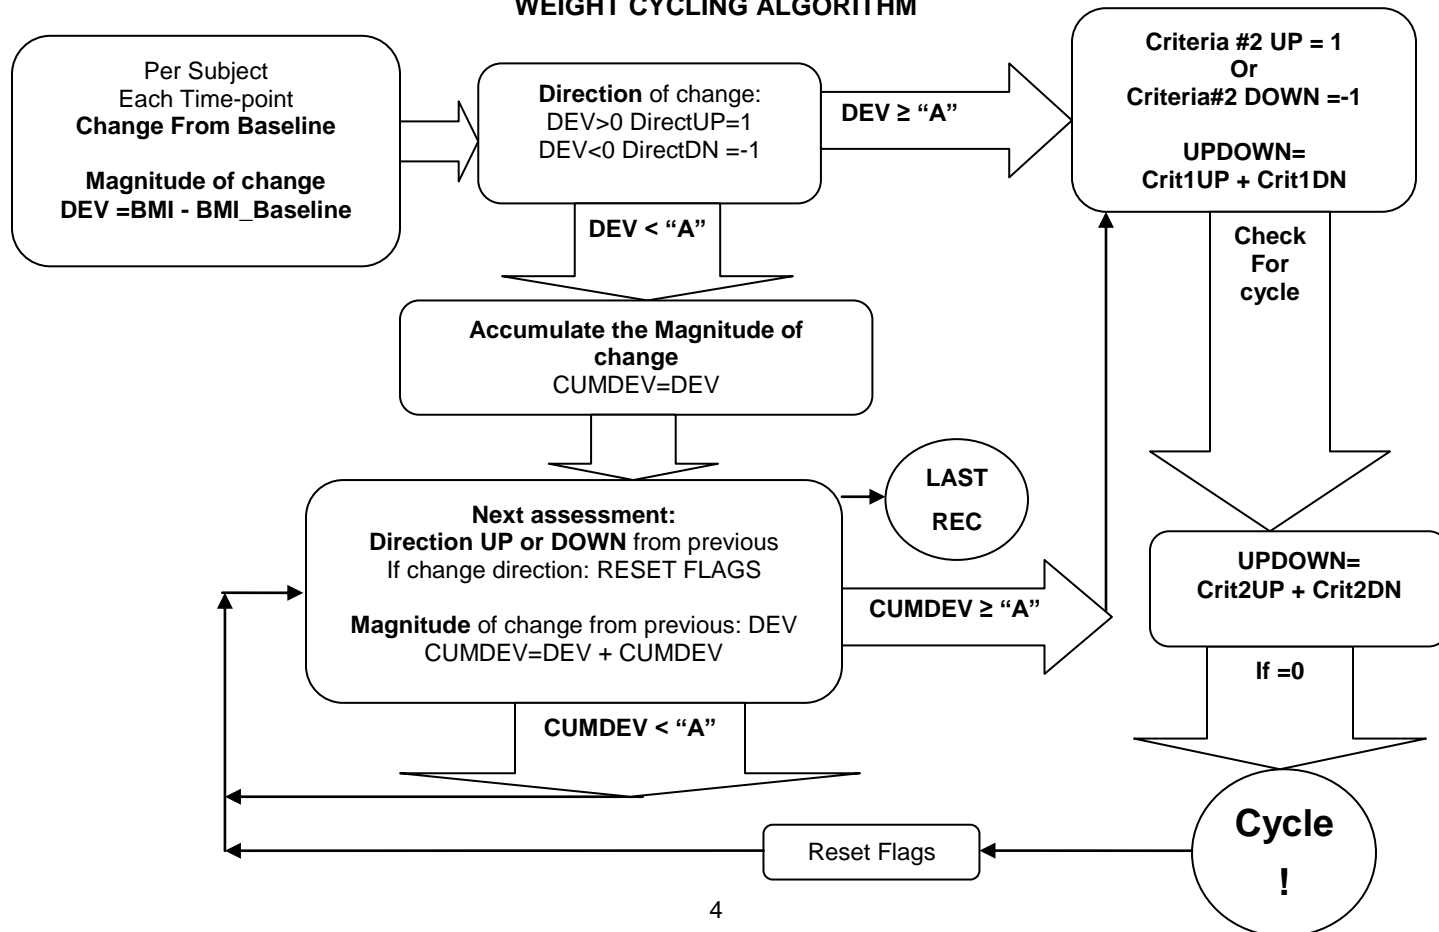 WEIGHT CYCLING ALGORITHM
Per Subject
Each Time-point
Change From Baseline
Magnitude of change
DEV =BMI - BMI_Baseline
Direction of change:
DEV>0 DirectUP=1
DEV<0 DirectDN =-1
DEV ≥ “A”
Criteria #2 UP = 1
Or
Criteria#2 DOWN =-1
UPDOWN=
Crit1UP + Crit1DN
DEV < “A”
Check
For
cycle
Accumulate the Magnitude of
change
CUMDEV=DEV
Next assessment:
Direction UP or DOWN from previous
If change direction: RESET FLAGS
Magnitude of change from previous: DEV
CUMDEV=DEV + CUMDEV
LAST
REC
CUMDEV ≥ “A”
UPDOWN=
Crit2UP + Crit2DN
If =0
CUMDEV < “A”
Cycle
!
Reset Flags
4